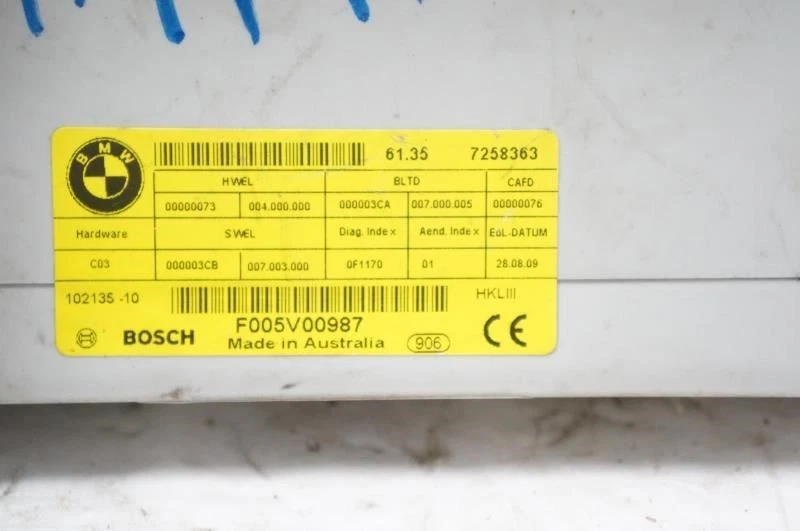 BMW 61.35 7258363
HWEL BLTD CAFD
00000073 004.000.000 000003CA 007.000.005 00000076
Hardware SWEL Diag. Index Aend. Index EoL-DATUM
C03 000003CB 007.003.000 0F1170 01 28.08.09
102135 -10 HKLIII
F005V00987
BOSCH Made in Australia 906 CE